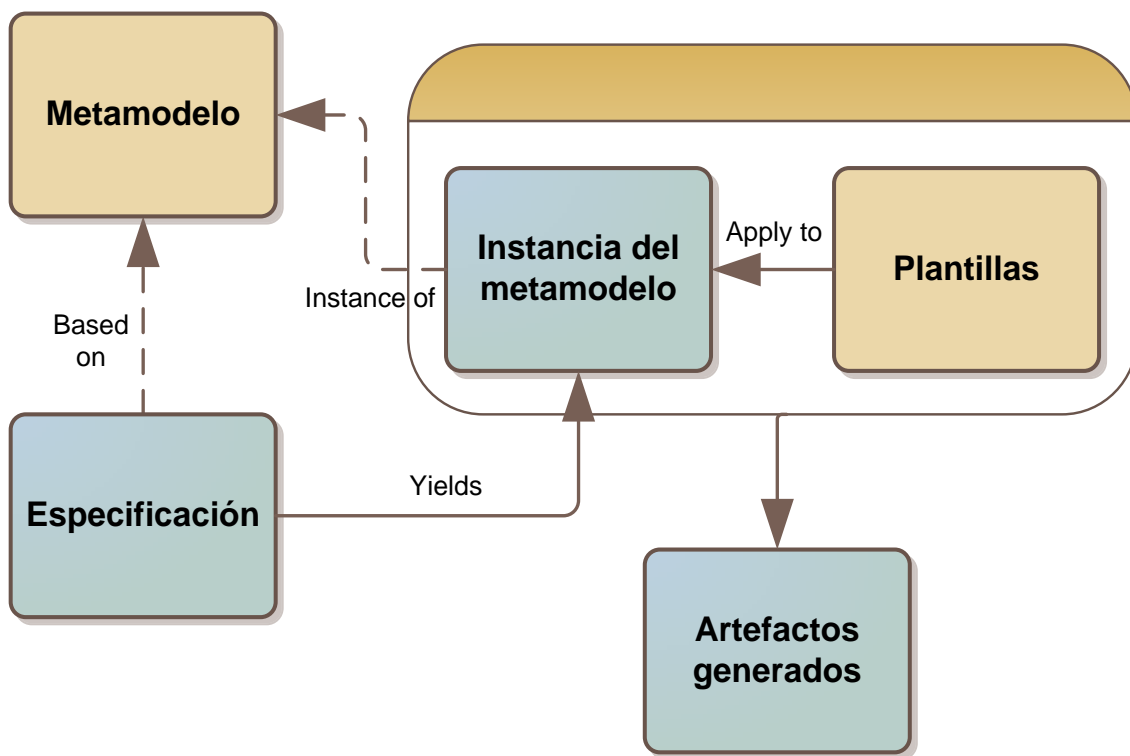 Metamodelo
Apply to
Instancia del
metamodelo
Plantillas
Instance of
Based
on
Yields
Especificación
Artefactos
generados